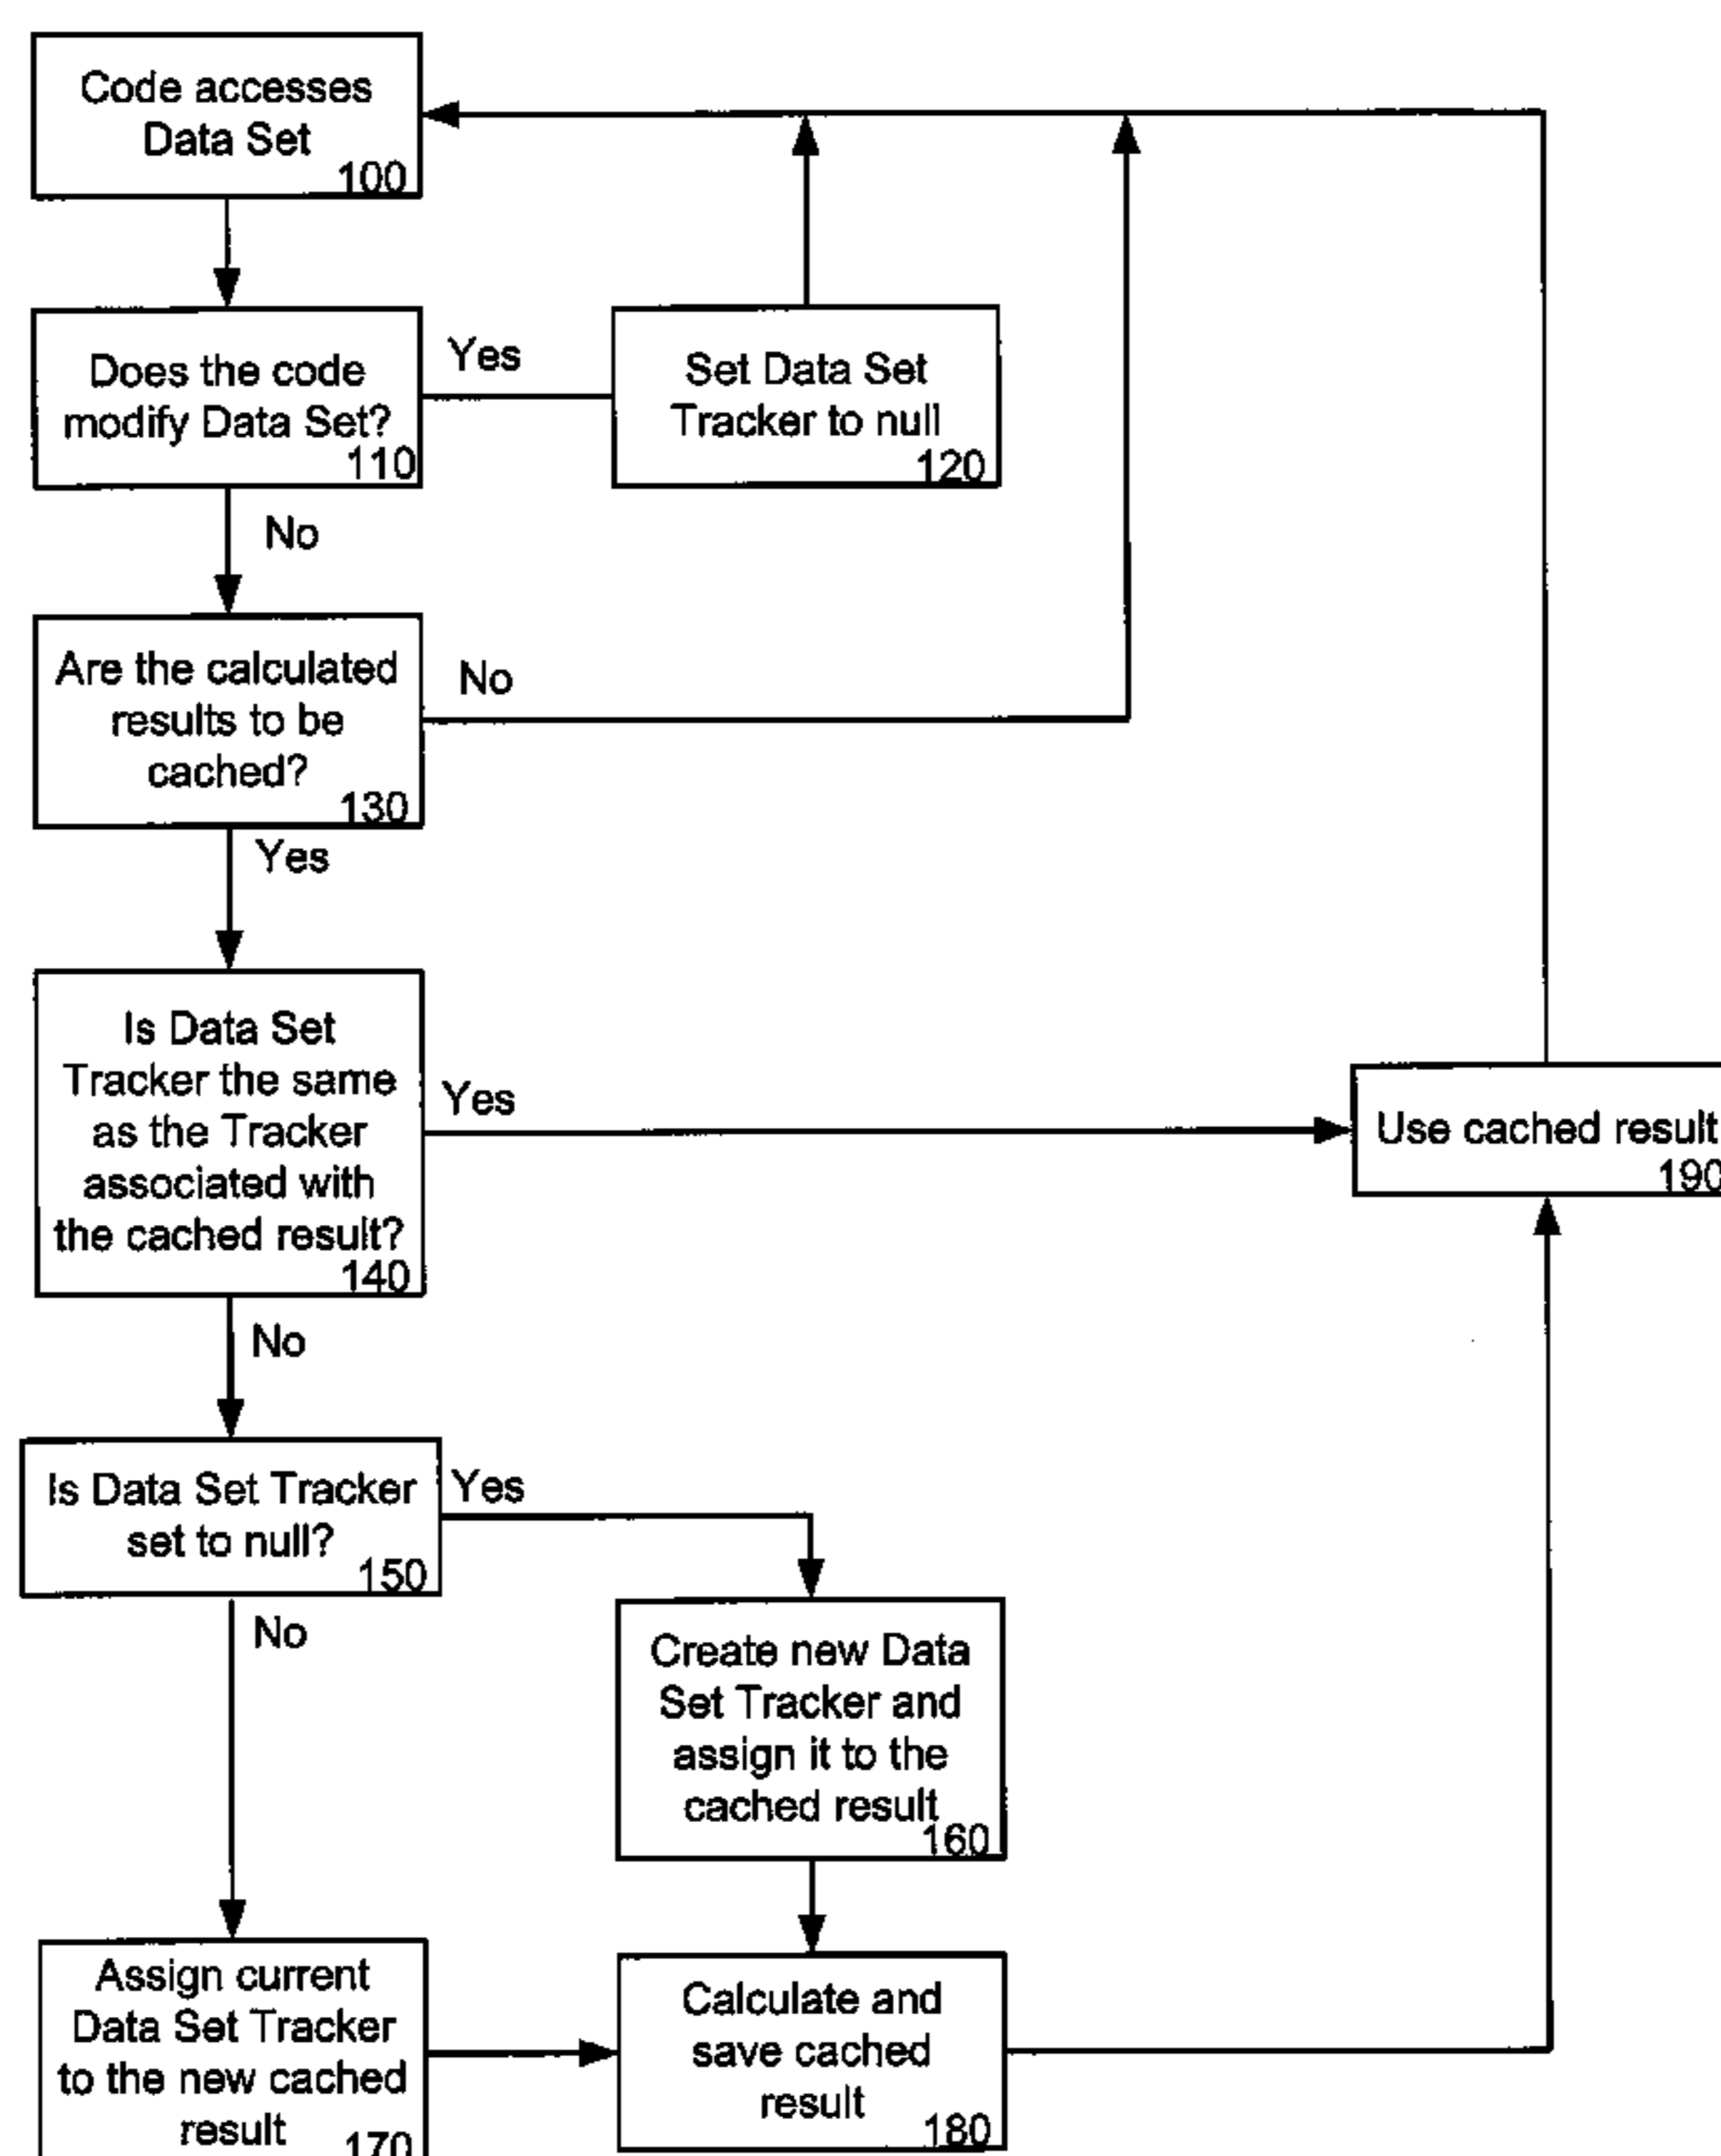 Code accesses
Data Set
100
Does the code
modify Data Set?
110
Yes
Set Data Set
Tracker to null
120
No
Are the calculated
results to be
cached?
130
No
Yes
Is Data Set
Tracker the same
as the Tracker
associated with
the cached result?
140
Yes
Use cached result
190
No
Is Data Set Tracker
set to null?
150
Yes
No
Create new Data
Set Tracker and
assign it to the
cached result
160
Assign current
Data Set Tracker
to the new cached
result
170
Calculate and
save cached
result
180